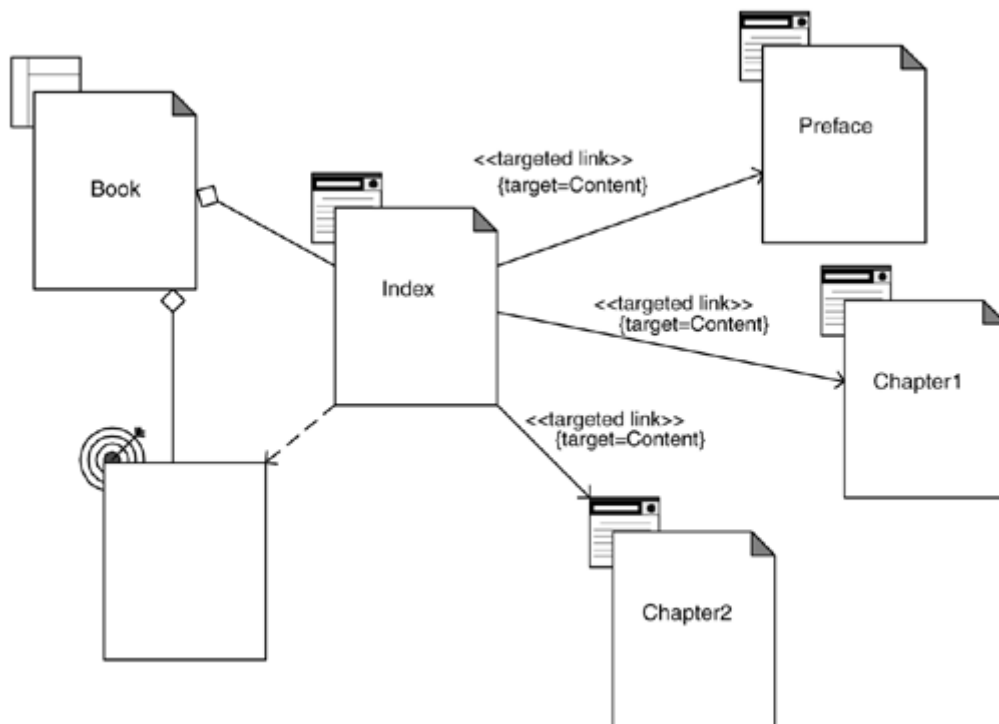 Preface
<<targeted link>>
{target=Content}
Book
Index
<<targeted link>>
{target=Content}
Chapter1
<<targeted link>>
{target=Content}
Chapter2